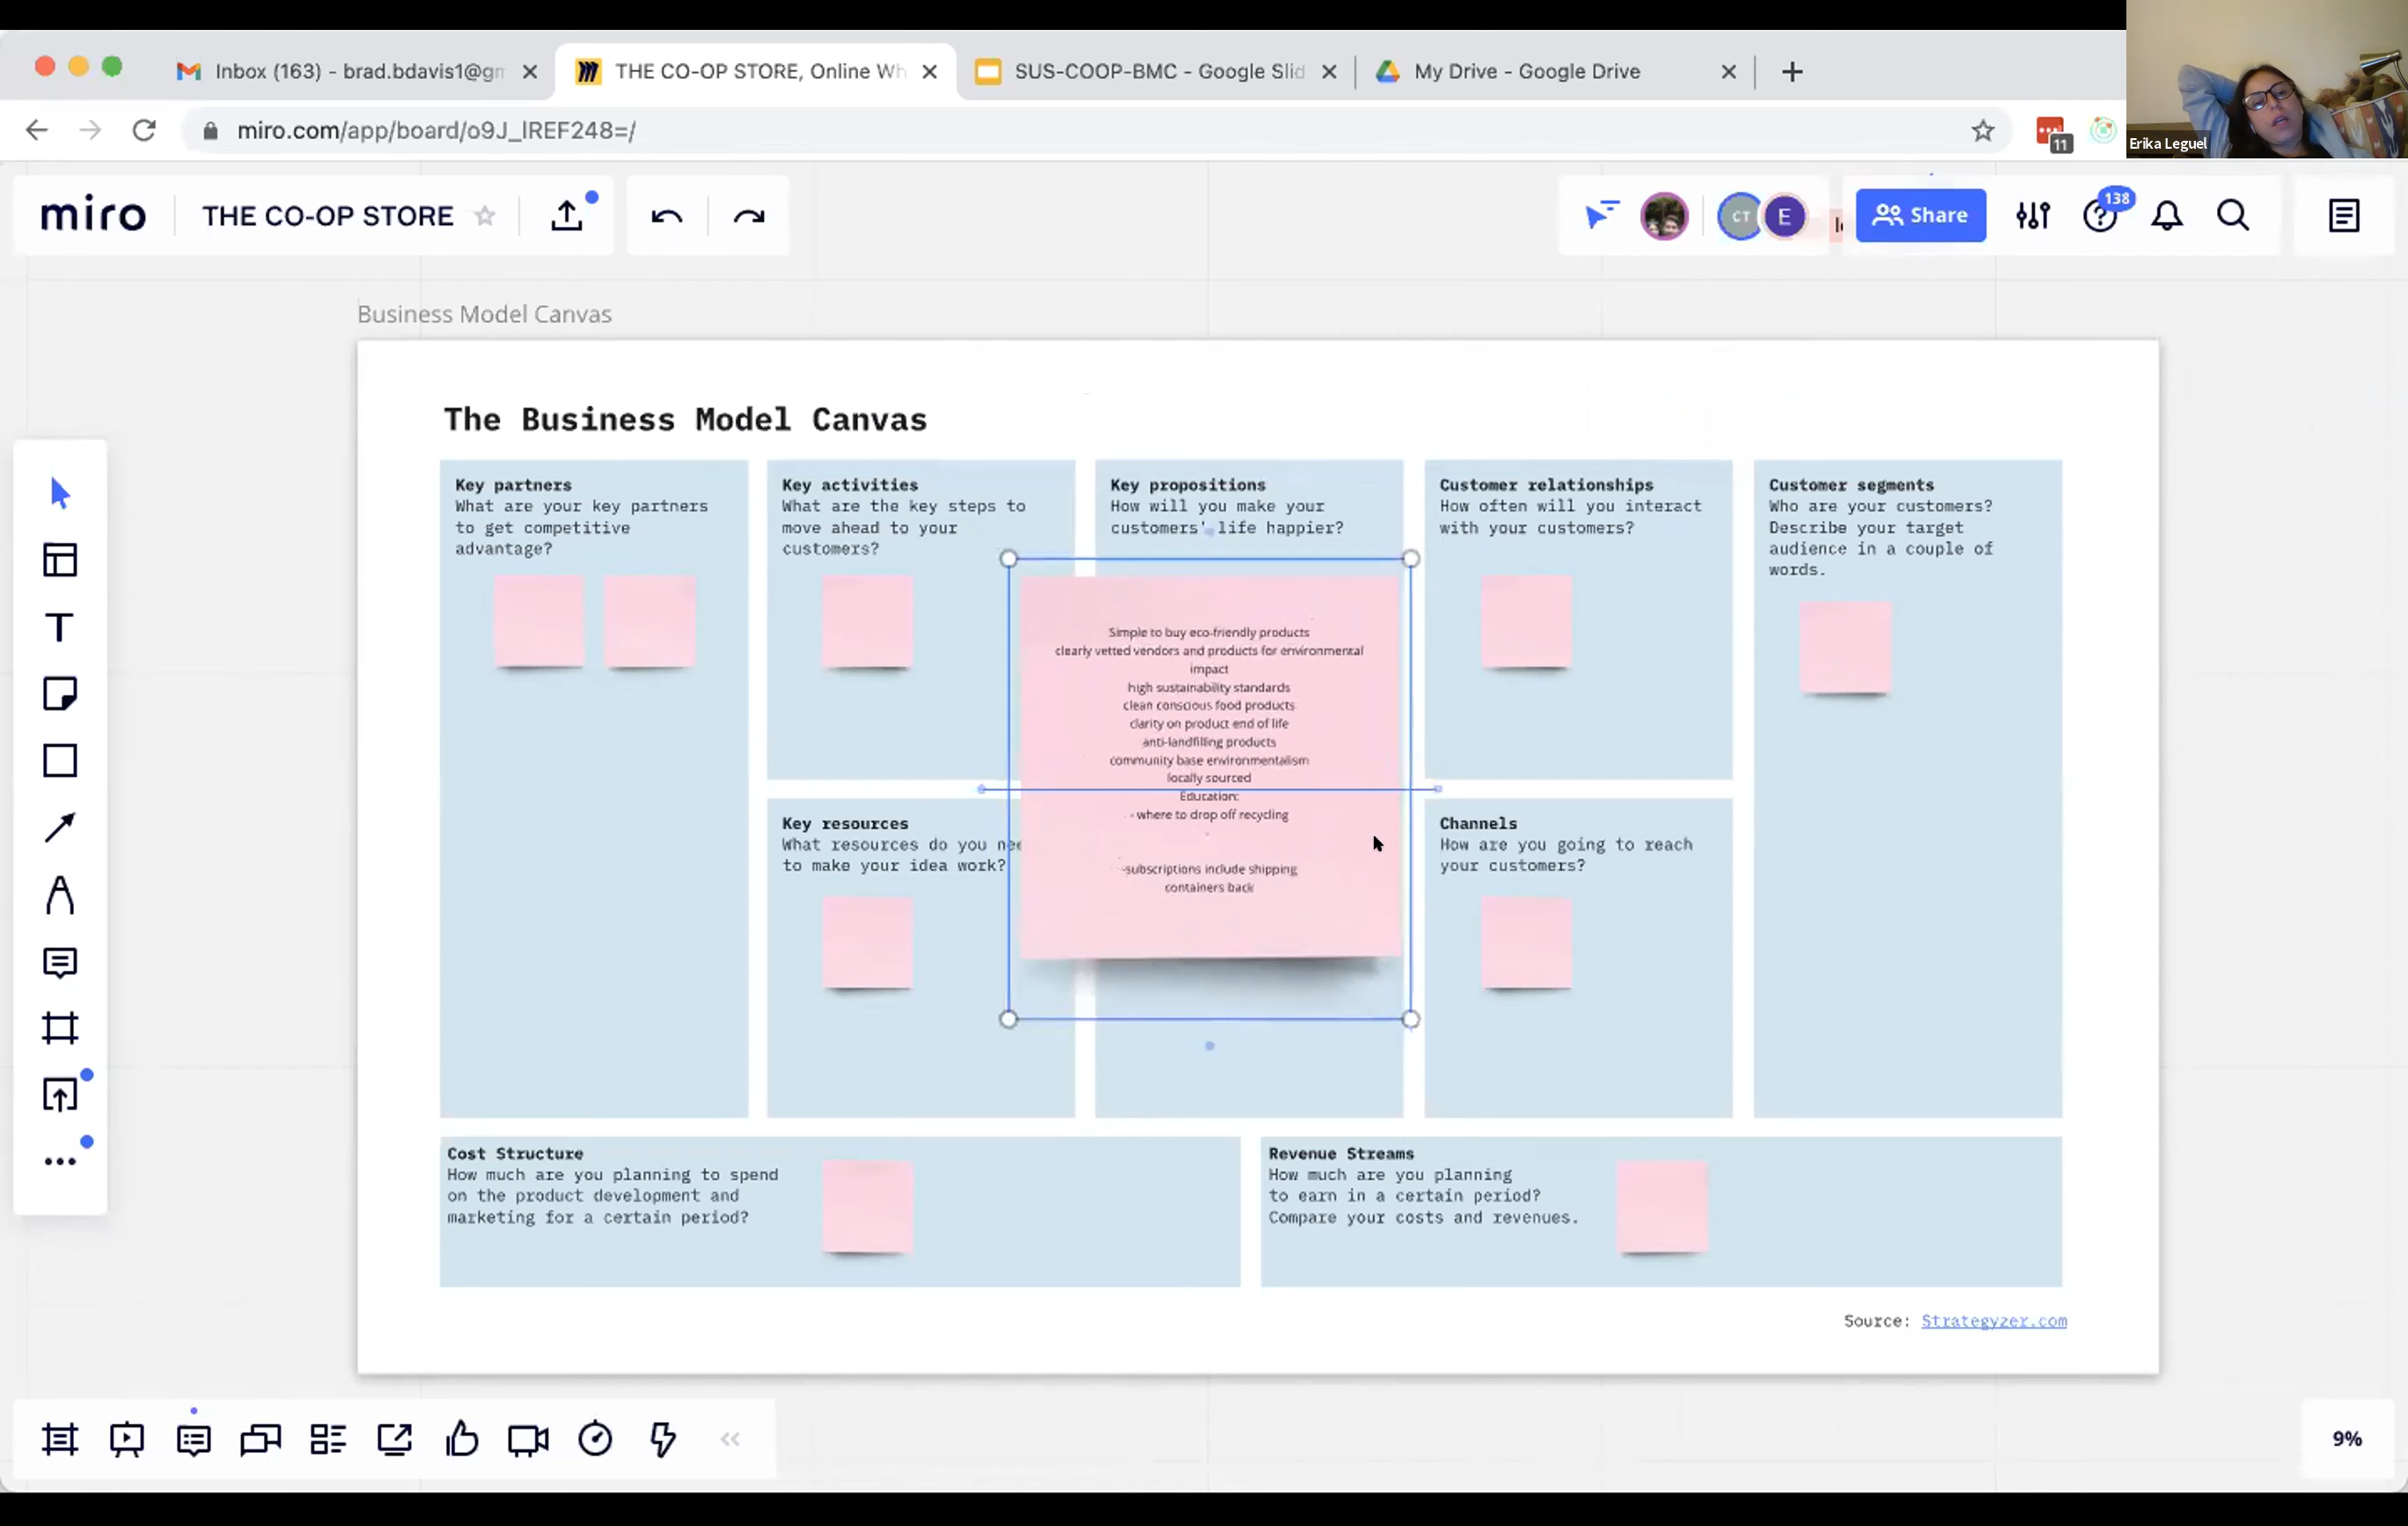 Inbox (163) - brad.bdavis1@gm
THE CO-OP STORE, Online Wh
SUS-COOP-BMC - Google Slid
My Drive - Google Drive
miro.com/app/board/o9J_lREF248=/
11
Erika Leguel
miro
THE CO-OP STORE
CT
E
Share
138
Business Model Canvas
The Business Model Canvas
Key partners
What are your key partners
to get competitive
advantage?
Key activities
What are the key steps to
move ahead to your
customers?
Key propositions
How will you make your
customers' life happier?
Customer relationships
How often will you interact
with your customers?
Customer segments
Who are your customers?
Describe your target
audience in a couple of
words.
Simple to buy eco-friendly products
clearly vetted vendors and products for environmental
impact
high sustainability standards
clean conscious food products
clarity on product end of life
anti-landfilling products
community base environmentalism
locally sourced
Education:
- where to drop off recycling
-
-subscriptions include shipping
containers back
Key resources
What resources do you nee
to make your idea work?
Channels
How are you going to reach
your customers?
Cost Structure
How much are you planning to spend
on the product development and
marketing for a certain period?
Revenue Streams
How much are you planning
to earn in a certain period?
Compare your costs and revenues.
Source: Strategyzer.com
9%